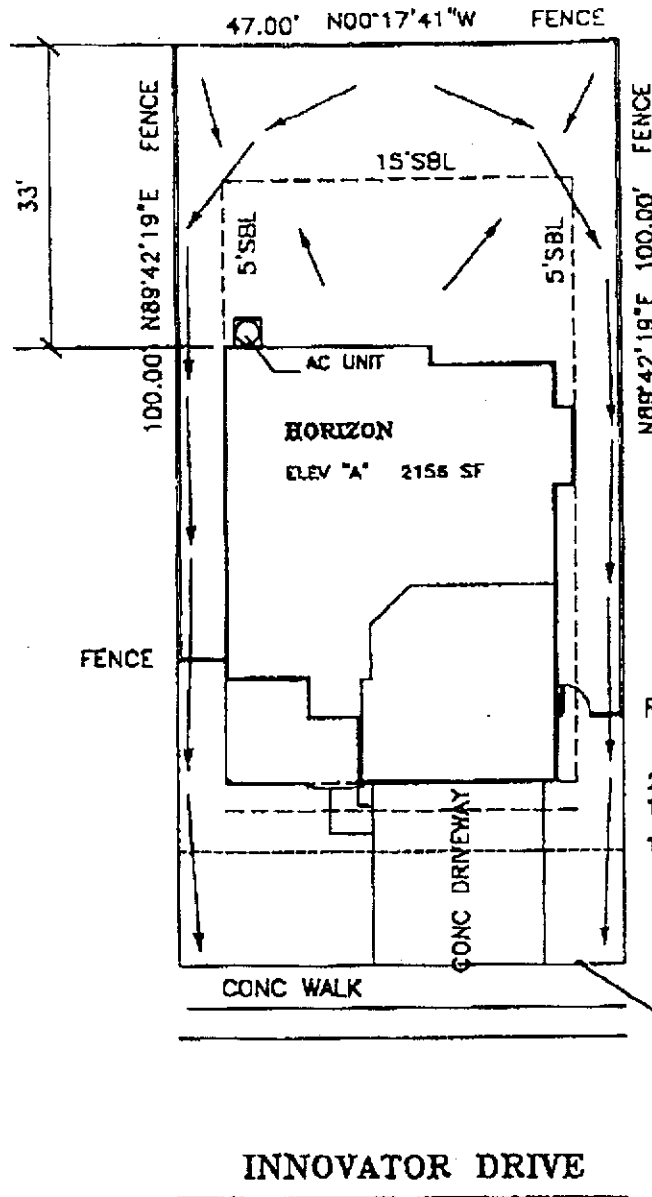 47.00' N00°17'41"W FENCE
FENCE
100.00' N89°42'19"E
33'
FENCE
N89°42'19"E 100.00'
15'SBL
5'SBL
5'SBL
AC UNIT
HORIZON
ELEV "A" 2156 SF
FENCE
CONC DRIVEWAY
CONC WALK
INNOVATOR DRIVE